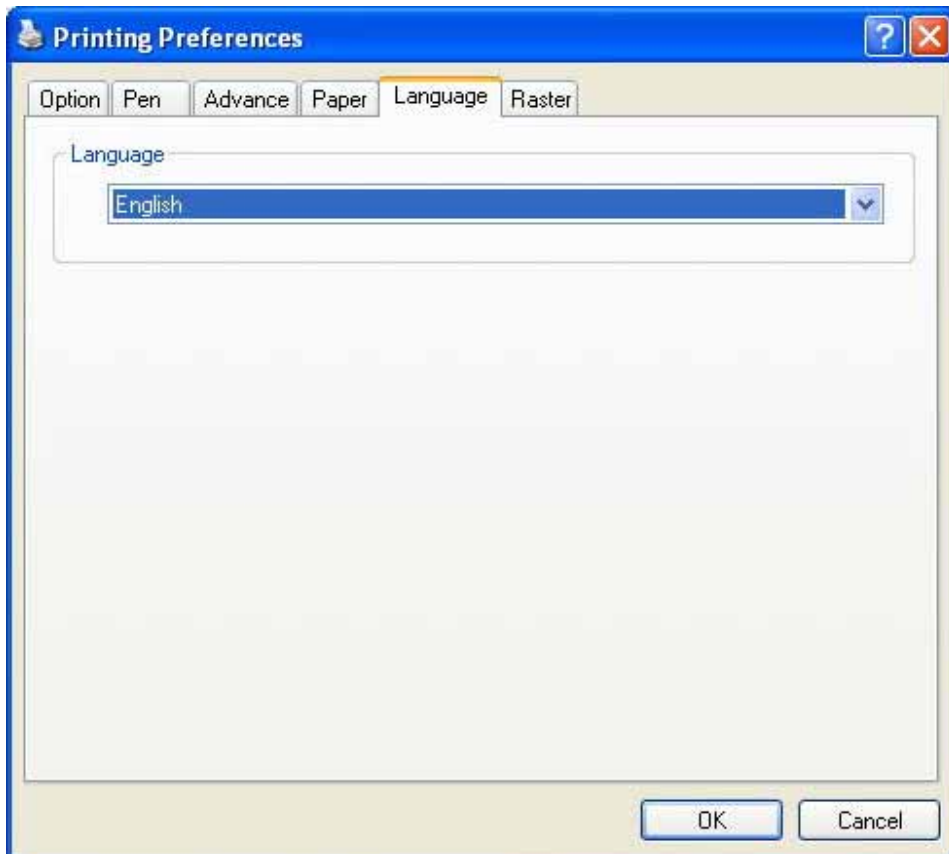 Printing Preferences
Option Pen Advance Paper Language Raster
Language
English
OK Cancel